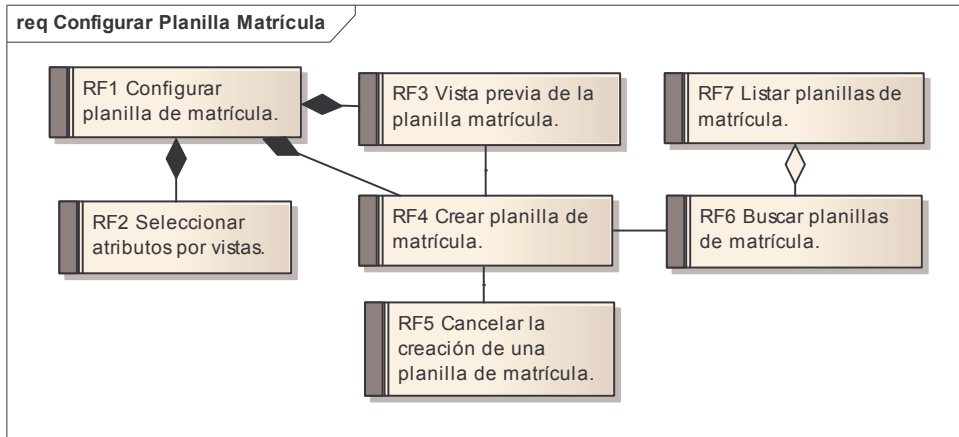 req Configurar Planilla Matrícula
RF1 Configurar
planilla de matrícula.
RF3 Vista previa de la
planilla matrícula.
RF7 Listar planillas de
matrícula.
RF2 Seleccionar
atributos por vistas.
RF4 Crear planilla de
matrícula.
RF6 Buscar planillas
de matrícula.
RF5 Cancelar la
creación de una
planilla de matrícula.